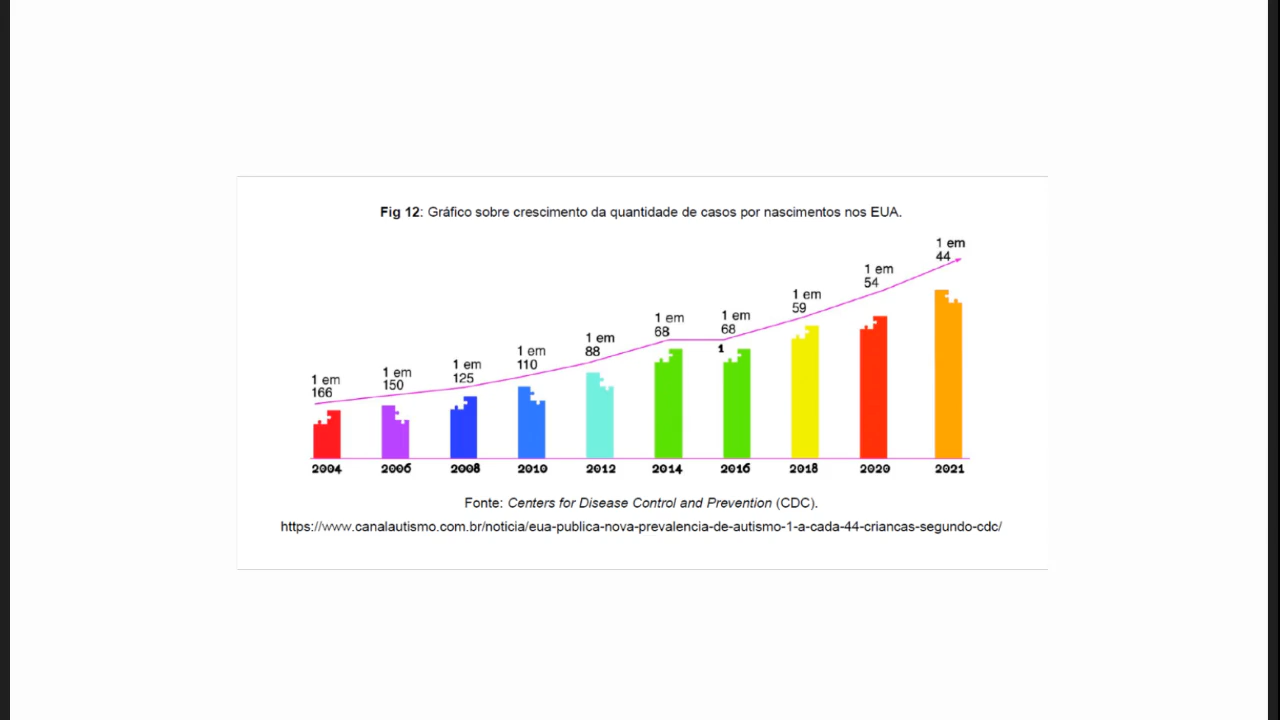 Fig 12: Gráfico sobre crescimento da quantidade de casos por nascimentos nos EUA.
1 em
166
1 em
150
1 em
125
1 em
110
1 em
88
1 em
68
1 em
68
1
1 em
59
1 em
54
1 em
44
2004 2006 2008 2010 2012 2014 2016 2018 2020 2021
Fonte: Centers for Disease Control and Prevention (CDC).
https://www.canalautismo.com.br/noticia/eua-publica-nova-prevalencia-de-autismo-1-a-cada-44-criancas-segundo-cdc/